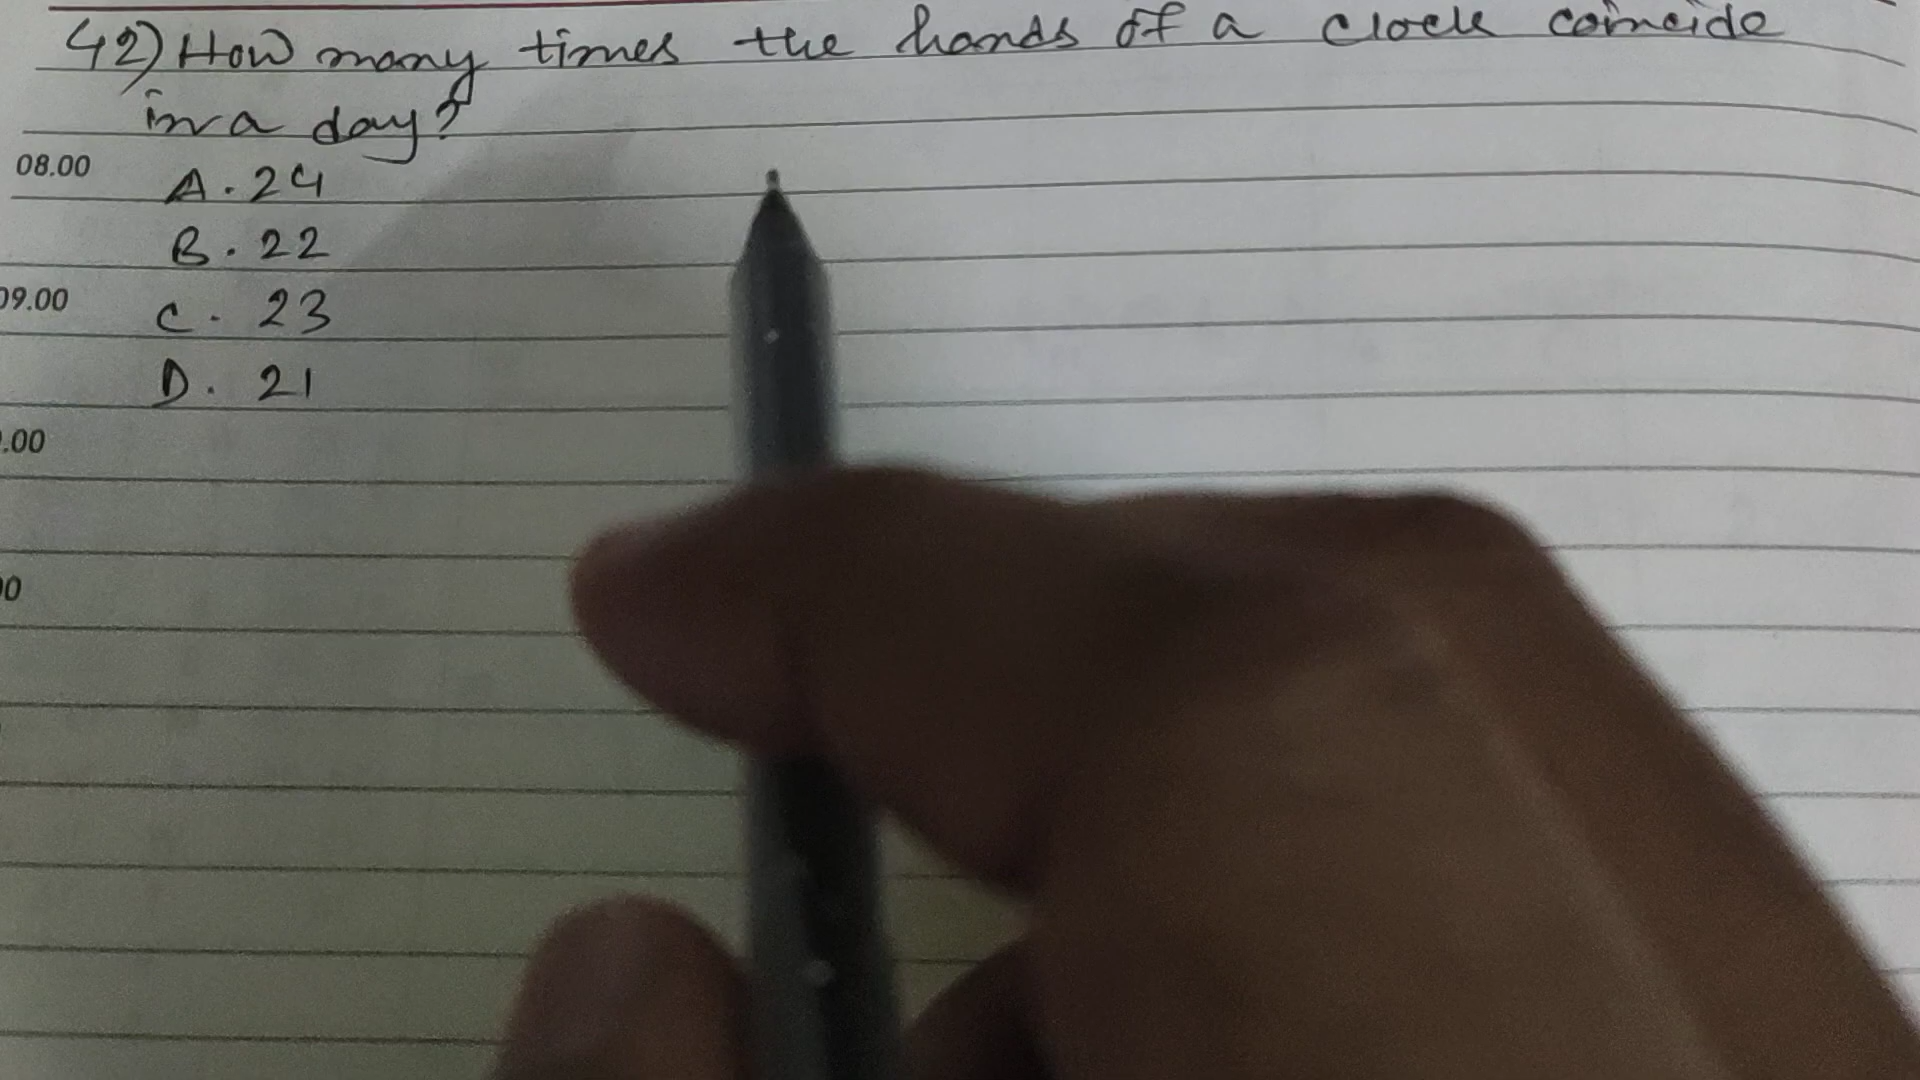 42) How many times the hands of a clock coincide
in a day?
08.00 A. 24
B. 22
09.00 C. 23
D. 21
.00
00